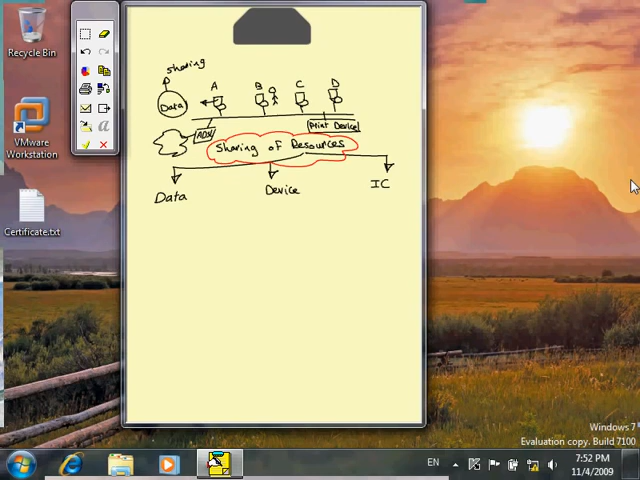 Recycle Bin
VMware
Workstation
Certificate.txt
sharing
Data
A
B
C
D
ADSL
Print Device
Sharing of Resources
Data
Device
IC
Windows 7
Evaluation copy. Build 7100
EN
7:52 PM
11/4/2009